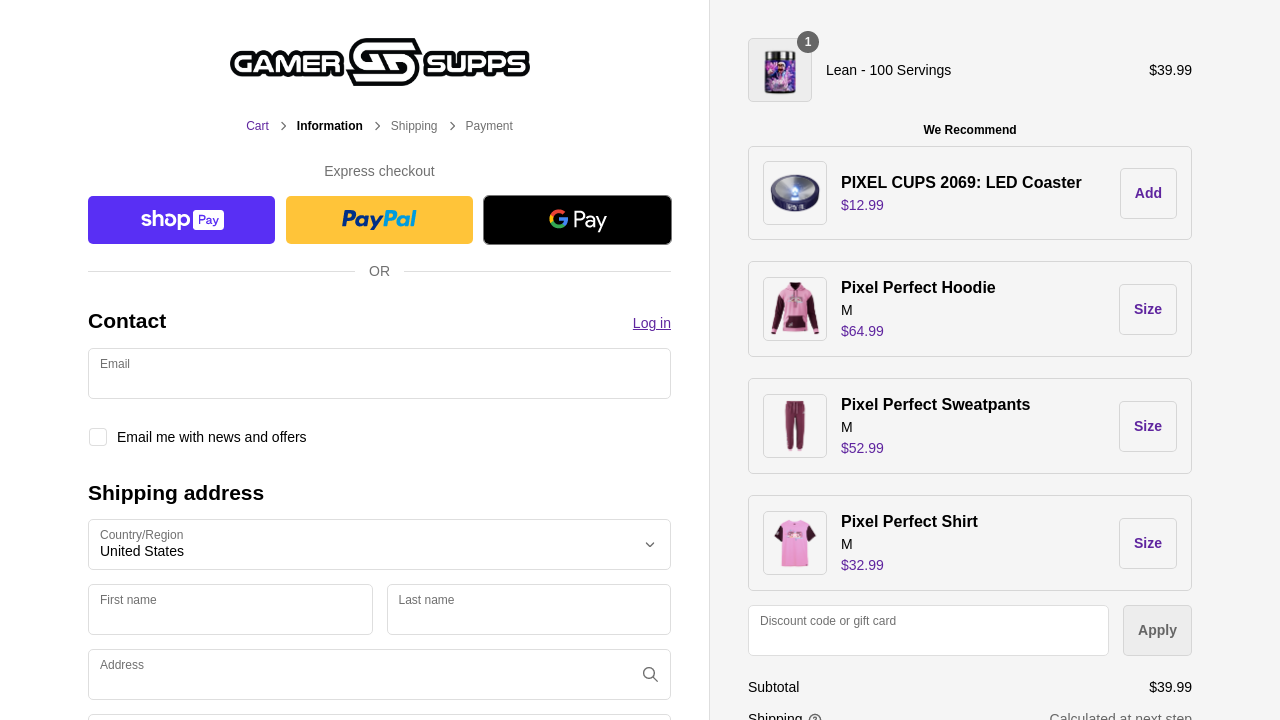 GAMER SUPPS
Cart > Information > Shipping > Payment
Express checkout
shop Pay
PayPal
G Pay
OR
Contact
Log in
Email
Email me with news and offers
Shipping address
Country/Region
United States
First name
Last name
Address
1
Lean - 100 Servings
$39.99
We Recommend
PIXEL CUPS 2069: LED Coaster
$12.99
Add
Pixel Perfect Hoodie
M
$64.99
Size
Pixel Perfect Sweatpants
M
$52.99
Size
Pixel Perfect Shirt
M
$32.99
Size
Discount code or gift card
Apply
Subtotal
$39.99
Shipping
Calculated at next step